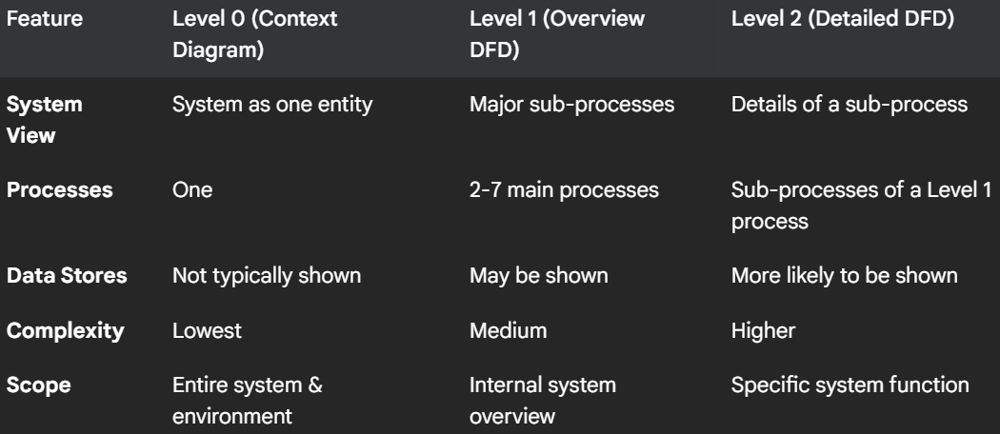 Feature Level 0 (Context Diagram) Level 1 (Overview DFD) Level 2 (Detailed DFD)
System View System as one entity Major sub-processes Details of a sub-process
Processes One 2-7 main processes Sub-processes of a Level 1 process
Data Stores Not typically shown May be shown More likely to be shown
Complexity Lowest Medium Higher
Scope Entire system & environment Internal system overview Specific system function